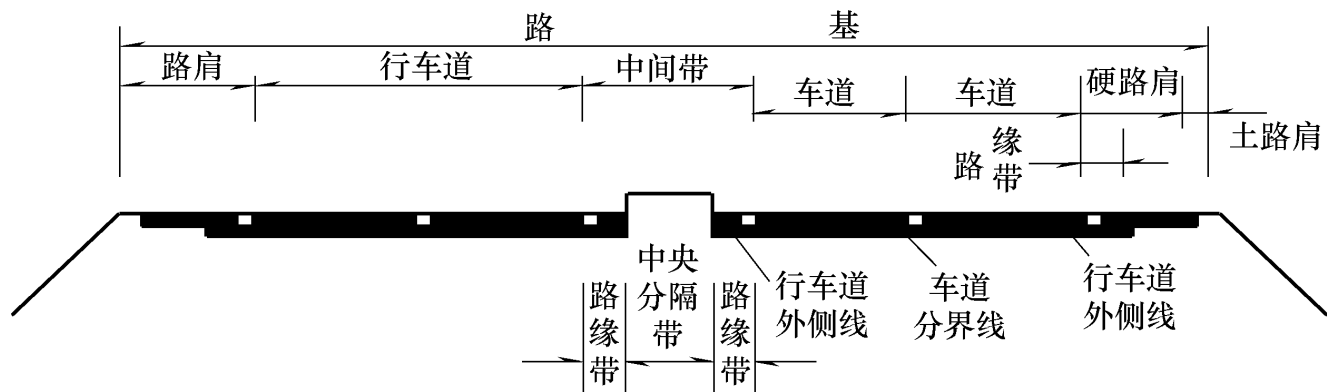 路基
路肩
行车道
中间带
车道
车道
硬路肩
土路肩
路缘带
中央分隔带
路缘带
路缘带
行车道外侧线
车道分界线
行车道外侧线